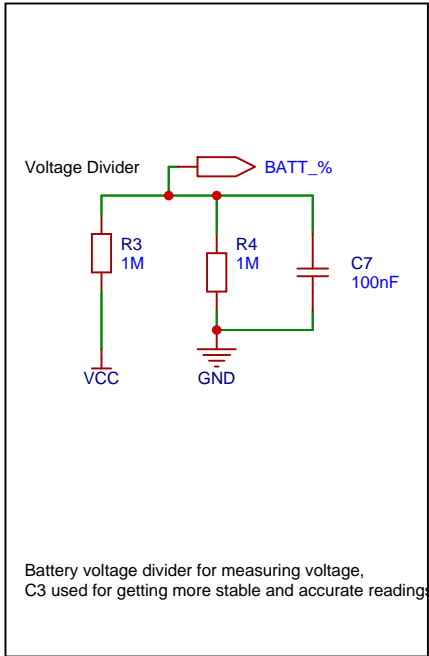 Voltage Divider
BATT_%
R3
1M
R4
1M
C7
100nF
VCC
GND
Battery voltage divider for measuring voltage,
C3 used for getting more stable and accurate readings